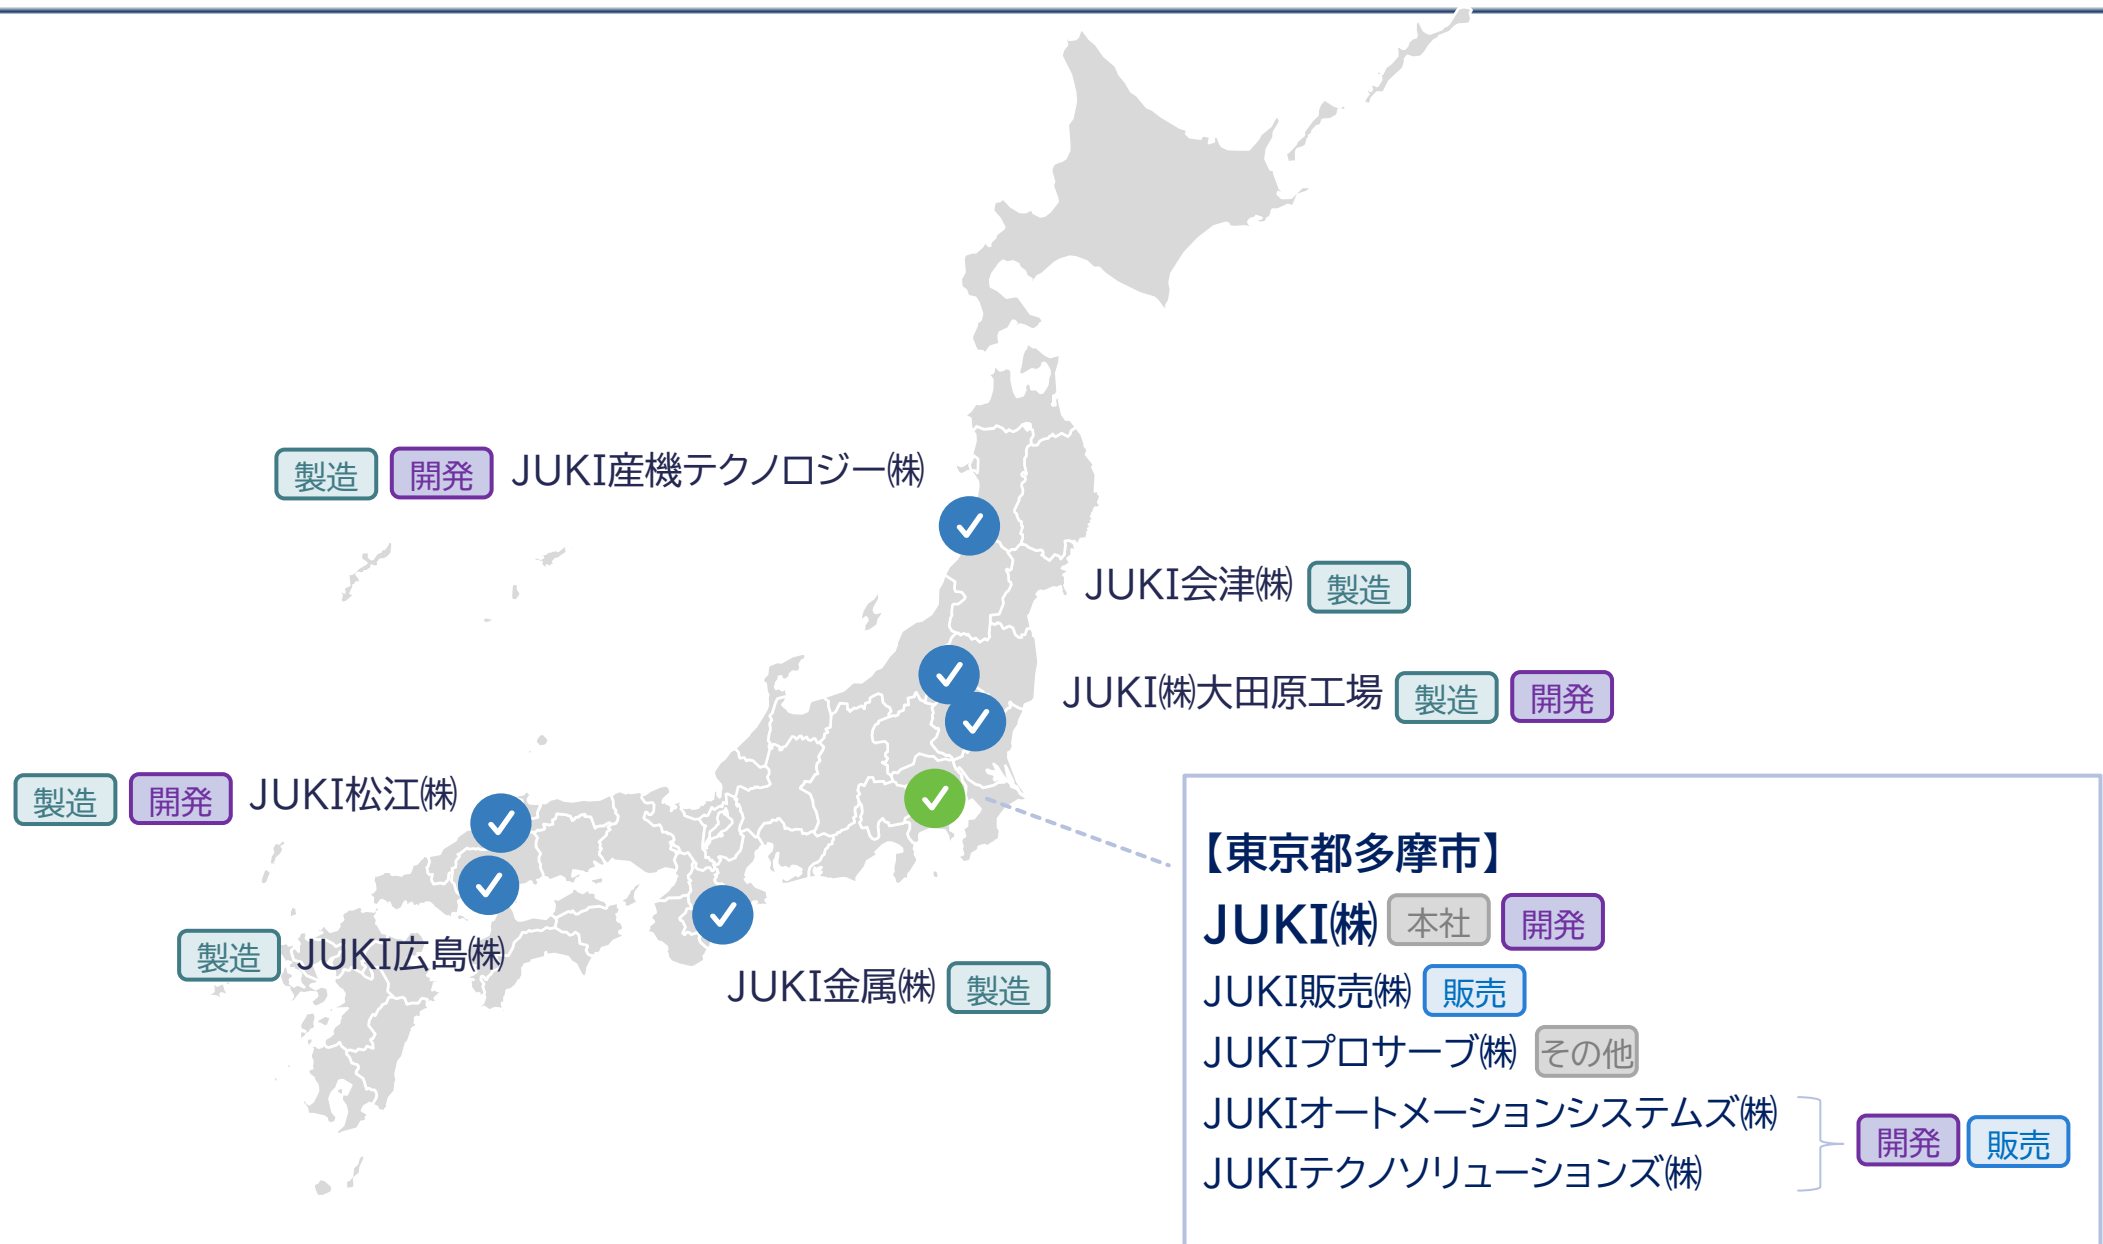 製造 開発 JUKI産機テクノロジー㈱
JUKI会津㈱ 製造
JUKI㈱大田原工場 製造 開発
製造 開発 JUKI松江㈱
製造 JUKI広島㈱
JUKI金属㈱ 製造
【東京都多摩市】
JUKI㈱ 本社 開発
JUKI販売㈱ 販売
JUKIプロサーブ㈱ その他
JUKIオートメーションシステムズ㈱
JUKIテクノソリューションズ㈱
開発 販売